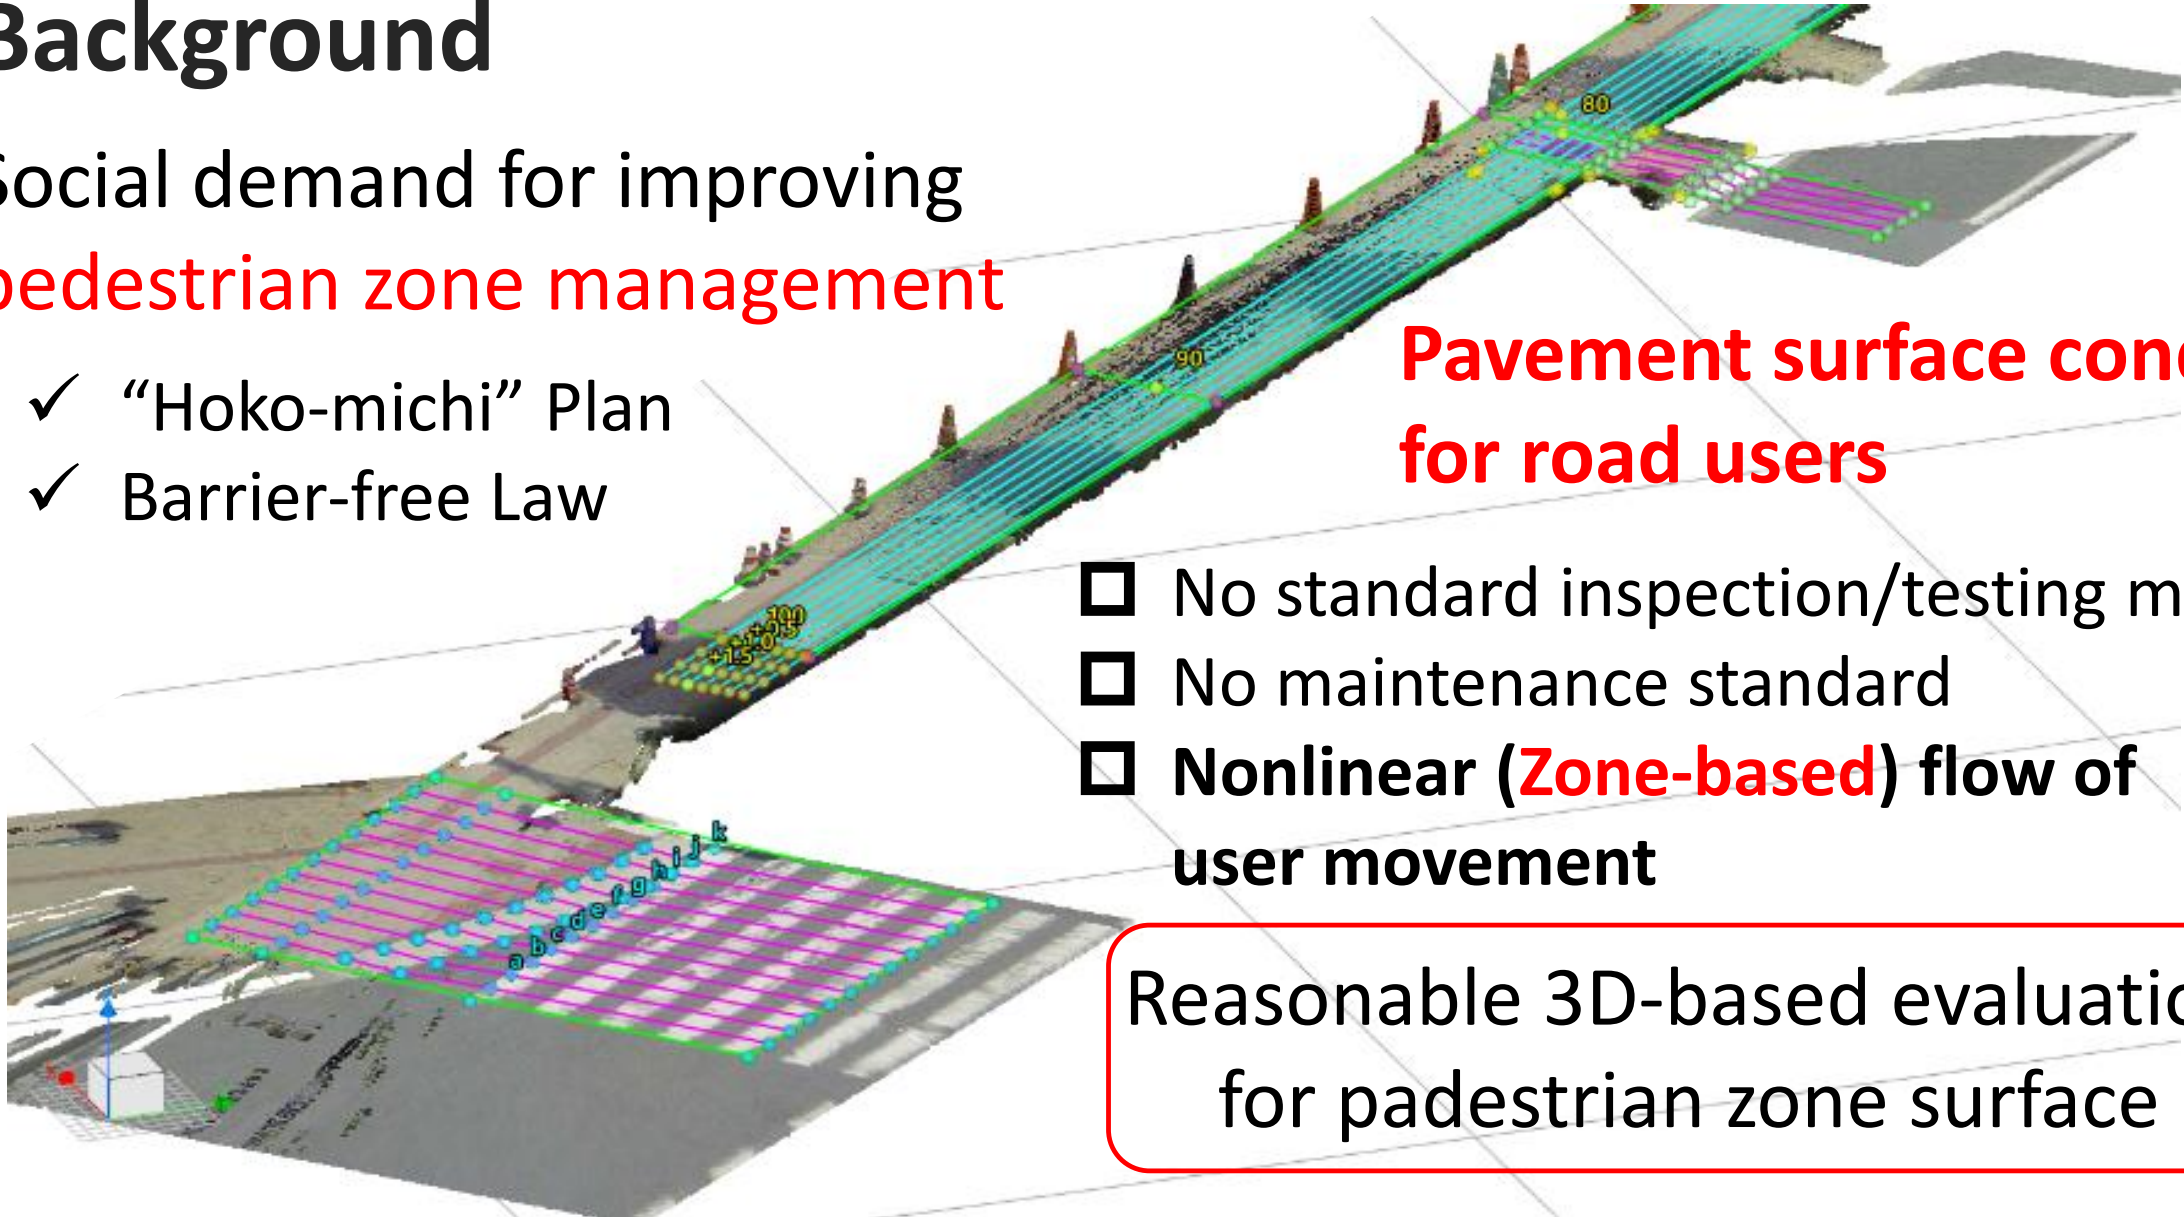 Background
Social demand for improving
pedestrian zone management
✓ “Hoko-michi” Plan
✓ Barrier-free Law
Pavement surface
for road users
No standard inspection/testing
No maintenance standard
Nonlinear (Zone-based) flow of
user movement
Reasonable 3D-based
for padestrian zone surface
80
90
100
+1.5
a
b
c
d
e
f
g
h
i
j
k